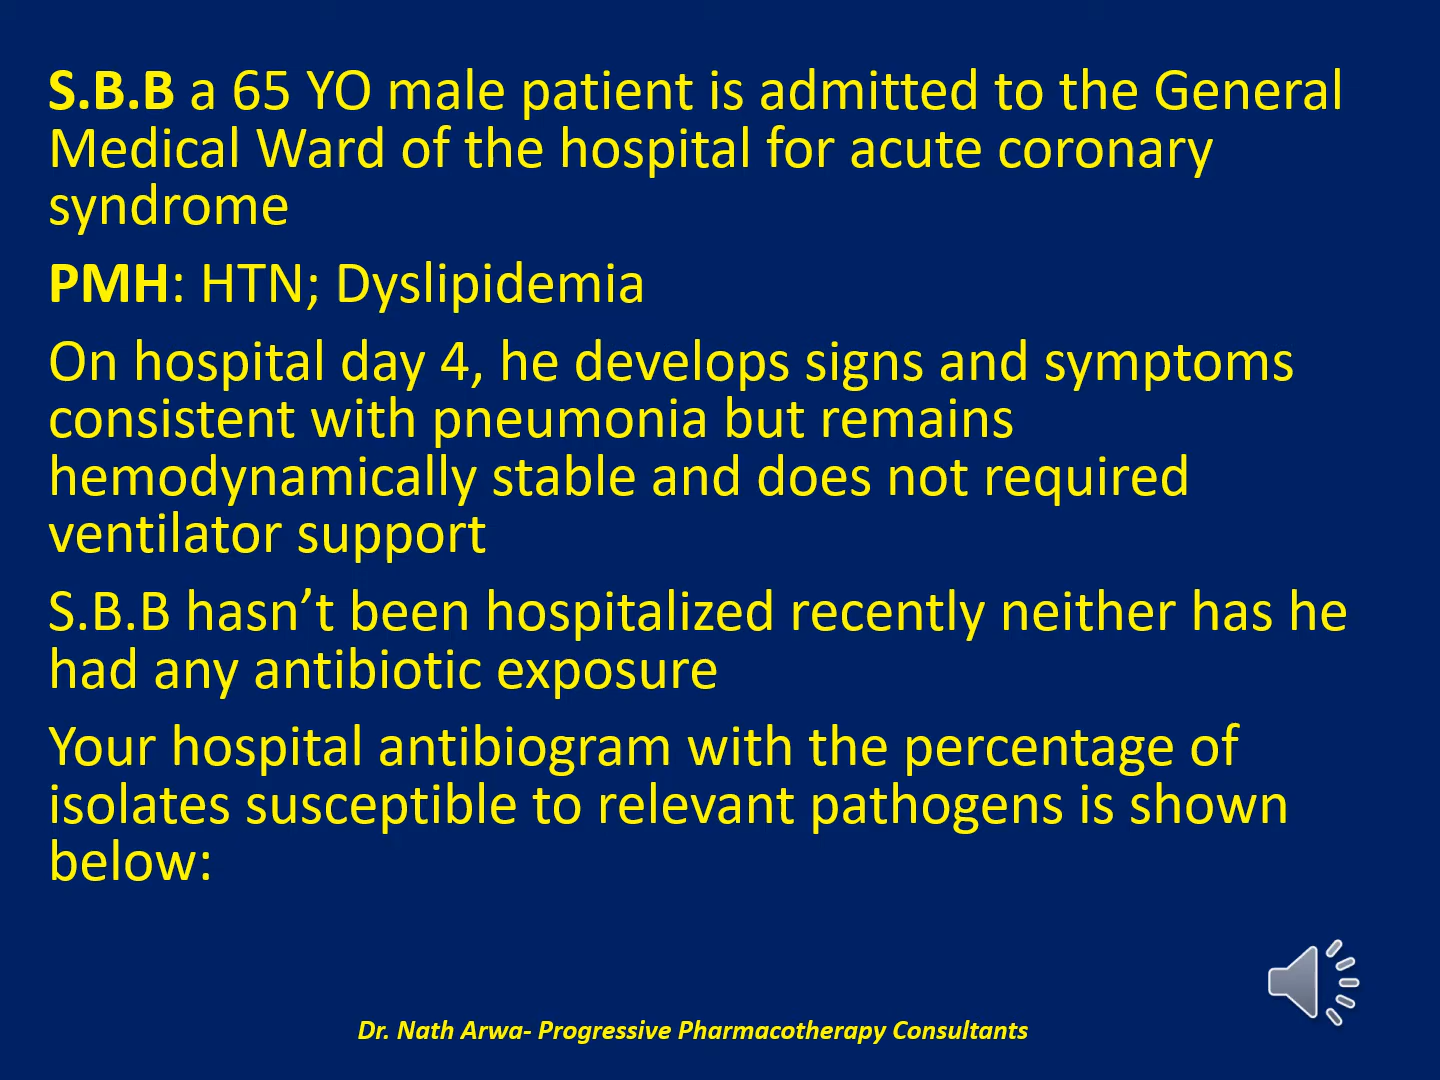 S.B.B a 65 YO male patient is admitted to the General
Medical Ward of the hospital for acute coronary
syndrome
PMH: HTN; Dyslipidemia
On hospital day 4, he develops signs and symptoms
consistent with pneumonia but remains
hemodynamically stable and does not required
ventilator support
S.B.B hasn’t been hospitalized recently neither has he
had any antibiotic exposure
Your hospital antibiogram with the percentage of
isolates susceptible to relevant pathogens is shown
below:
Dr. Nath Arwa- Progressive Pharmacotherapy Consultants